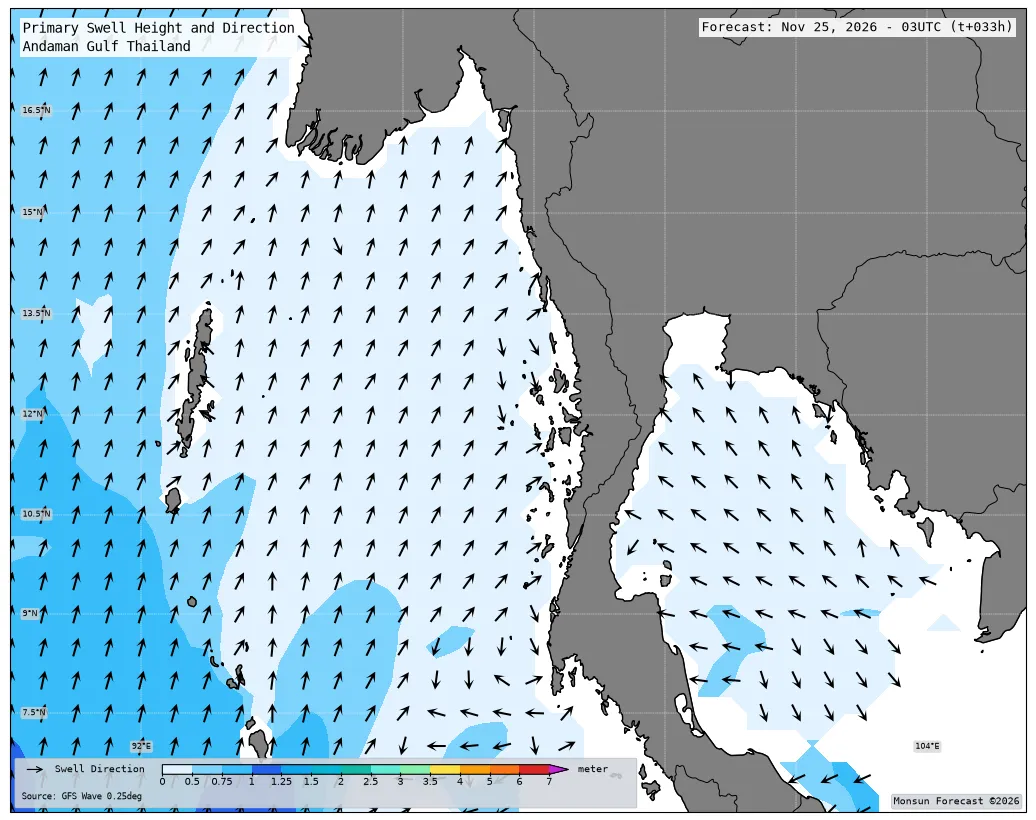 Primary Swell Height and Direction
Andaman Gulf Thailand
Forecast: Nov 25, 2026 - 03UTC (t+033h)
16.5°N
15°N
13.5°N
12°N
10.5°N
9°N
7.5°N
92°E
104°E
Swell Direction
0 0.5 0.75 1.25 1.5 2 2.5 3 3.5 4 4.5 5 6 7 meter
Source: GFS Wave 0.25deg
Monsun Forecast ©2026